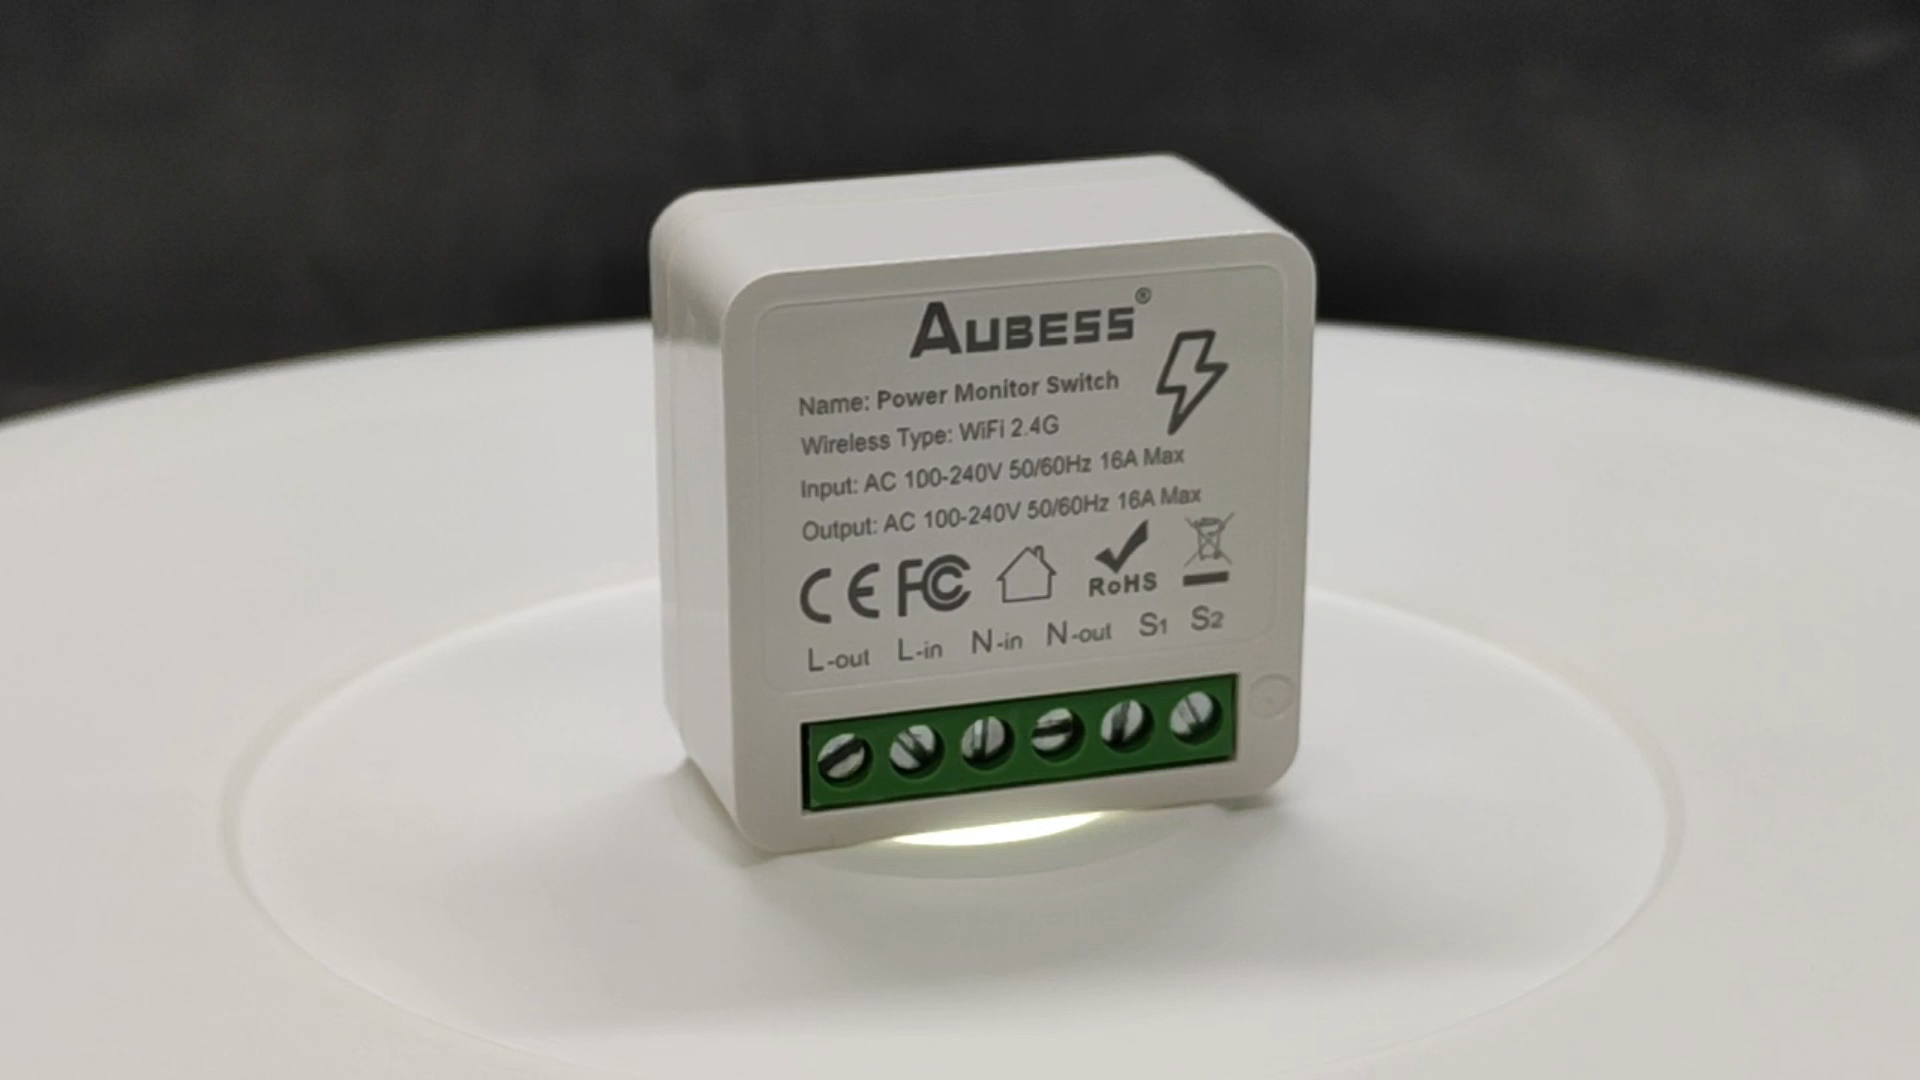 AUBESS®
Name: Power Monitor Switch
Wireless Type: WiFi 2.4G
Input: AC 100-240V 50/60Hz 16A Max
Output: AC 100-240V 50/60Hz 16A Max
CE FC RoHS
L-out L-in N-in N-out S1 S2